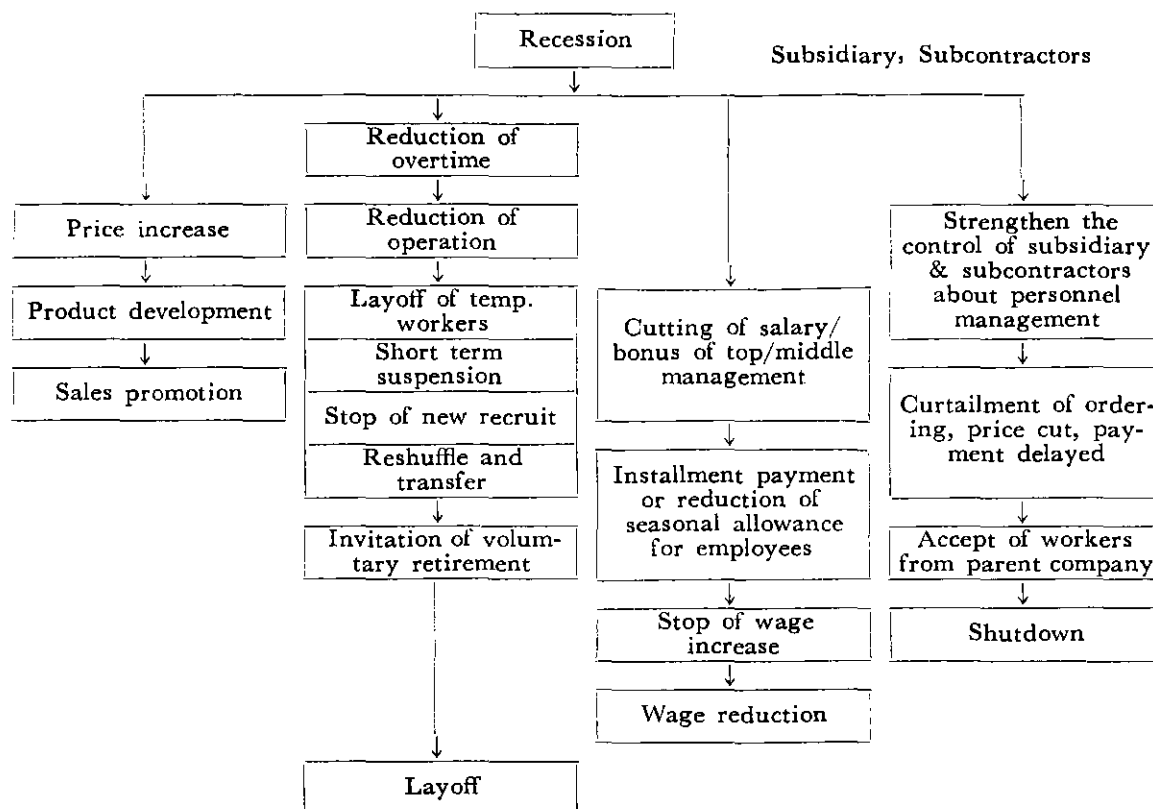 Recession
Subsidiary, Subcontractors
Price increase
Product development
Sales promotion
Reduction of
overtime
Reduction of
operation
Layoff of temp.
workers
Short term
suspension
Stop of new recruit
Reshuffle and
transfer
Invitation of volun-
tary retirement
Layoff
Cutting of salary/
bonus of top/middle
management
Installment payment
or reduction of
seasonal allowance
for employees
Stop of wage
increase
Wage reduction
Strengthen the
control of subsidiary
& subcontractors
about personnel
management
Curtailment of order-
ing, price cut, pay-
ment delayed
Accept of workers
from parent company
Shutdown